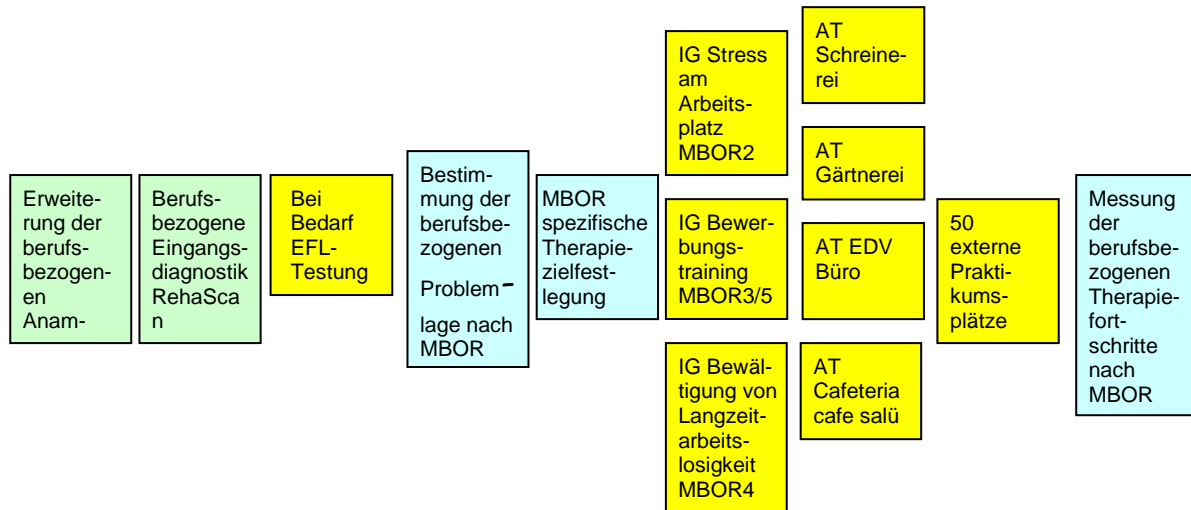 Erweite-
rung der
berufs-
bezogen-
en
Anam-
Berufs-
bezogene
Eingangs-
diagnostik
RehaSca
n
Bei
Bedarf
EFL-
Testung
Bestim-
mung der
berufsbe-
zogenen
Problem-
lage nach
MBOR
MBOR
spezifische
Therapie-
zielfest-
legung
IG Stress
am
Arbeits-
platz
MBOR2
IG Bewer-
bungs-
training
MBOR3/5
IG Bewäl-
tigung von
Langzeit-
arbeits-
losigkeit
MBOR4
AT
Schreine-
rei
AT
Gärtnerei
AT EDV
Büro
AT
Cafeteria
cafe salü
50
externe
Prakti-
kums-
plätze
Messung
der
berufsbe-
zogenen
Therapie-
fort-
schritte
nach
MBOR